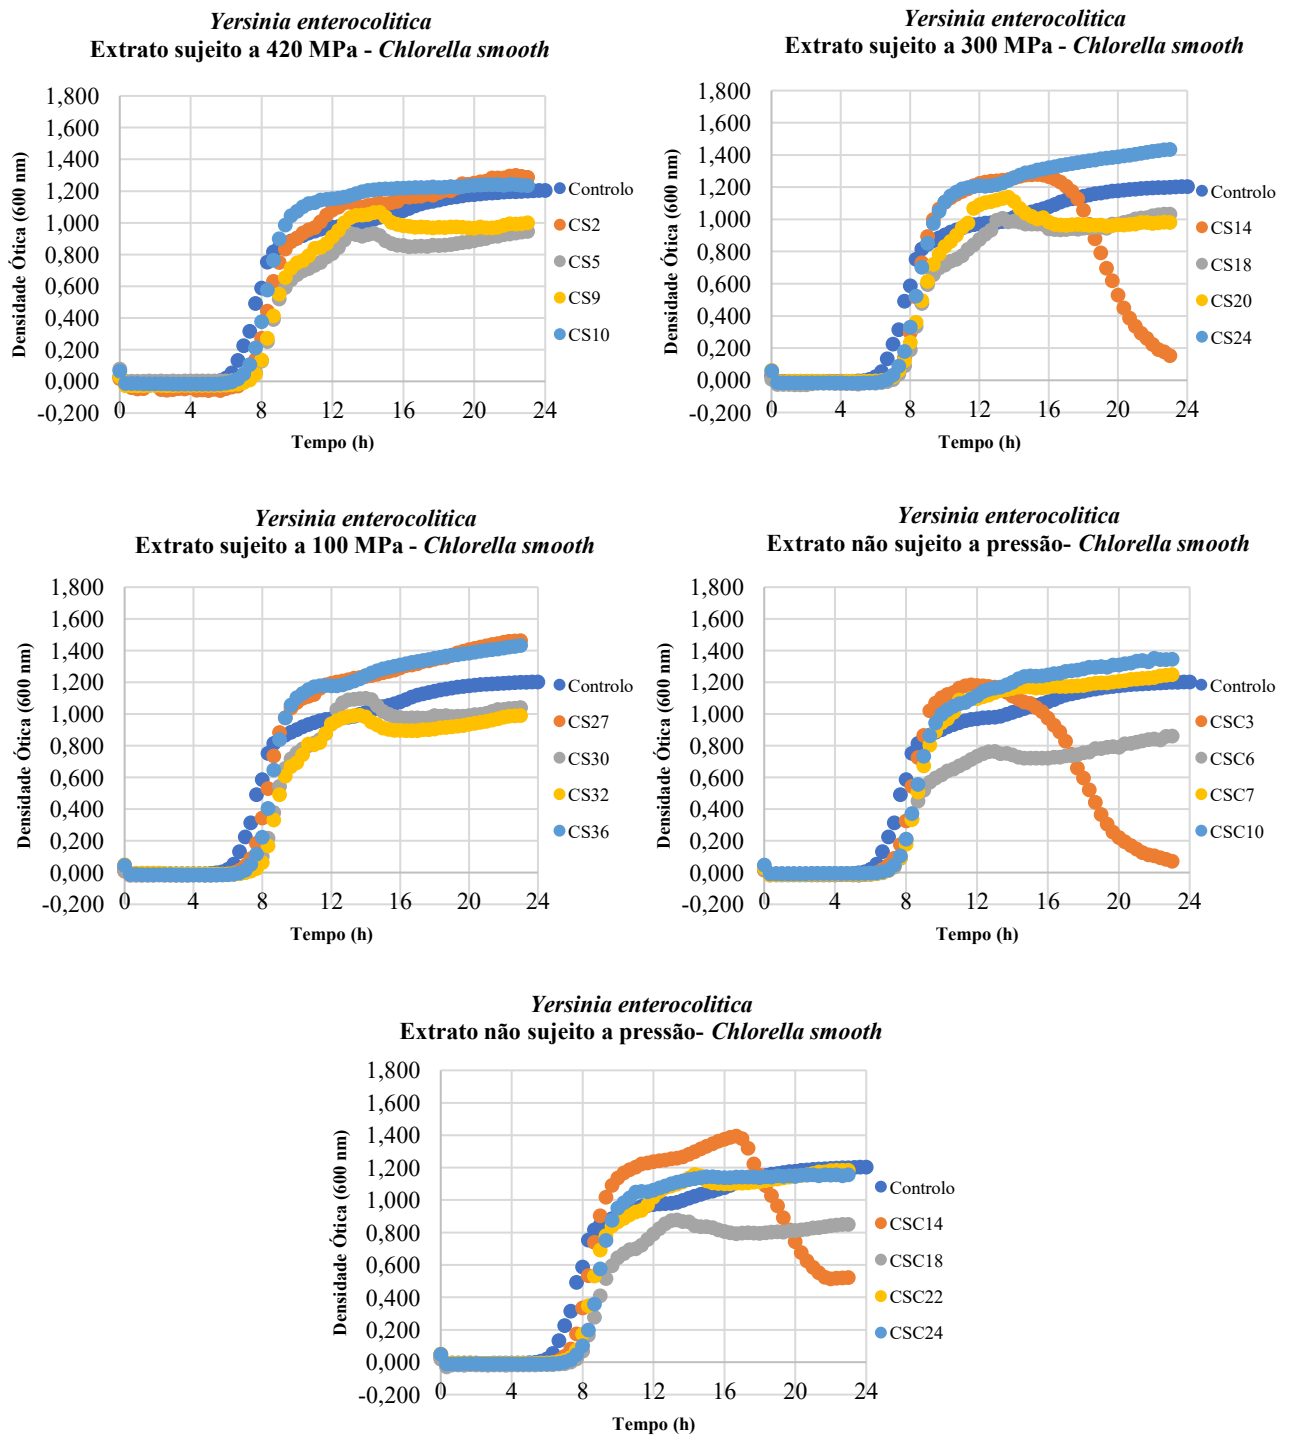 Yersinia enterocolitica
Extrato sujeito a 420 MPa - Chlorella smooth
1,800
1,600
1,400
1,200
1,000
0,800
0,600
0,400
0,200
0,000
-0,200
0 4 8 12 16 20 24
Densidade Ótica (600 nm)
Tempo (h)
Controlo
CS2
CS5
CS9
CS10
Yersinia enterocolitica
Extrato sujeito a 300 MPa - Chlorella smooth
1,800
1,600
1,400
1,200
1,000
0,800
0,600
0,400
0,200
0,000
-0,200
0 4 8 12 16 20 24
Densidade Ótica (600 nm)
Tempo (h)
Controlo
CS14
CS18
CS20
CS24
Yersinia enterocolitica
Extrato sujeito a 100 MPa - Chlorella smooth
1,800
1,600
1,400
1,200
1,000
0,800
0,600
0,400
0,200
0,000
-0,200
0 4 8 12 16 20 24
Densidade Ótica (600 nm)
Tempo (h)
Controlo
CS27
CS30
CS32
CS36
Yersinia enterocolitica
Extrato não sujeito a pressão- Chlorella smooth
1,800
1,600
1,400
1,200
1,000
0,800
0,600
0,400
0,200
0,000
-0,200
0 4 8 12 16 20 24
Densidade Ótica (600 nm)
Tempo (h)
Controlo
CSC3
CSC6
CSC7
CSC10
Yersinia enterocolitica
Extrato não sujeito a pressão- Chlorella smooth
1,800
1,600
1,400
1,200
1,000
0,800
0,600
0,400
0,200
0,000
-0,200
0 4 8 12 16 20 24
Densidade Ótica (600 nm)
Tempo (h)
Controlo
CSC14
CSC18
CSC22
CSC24